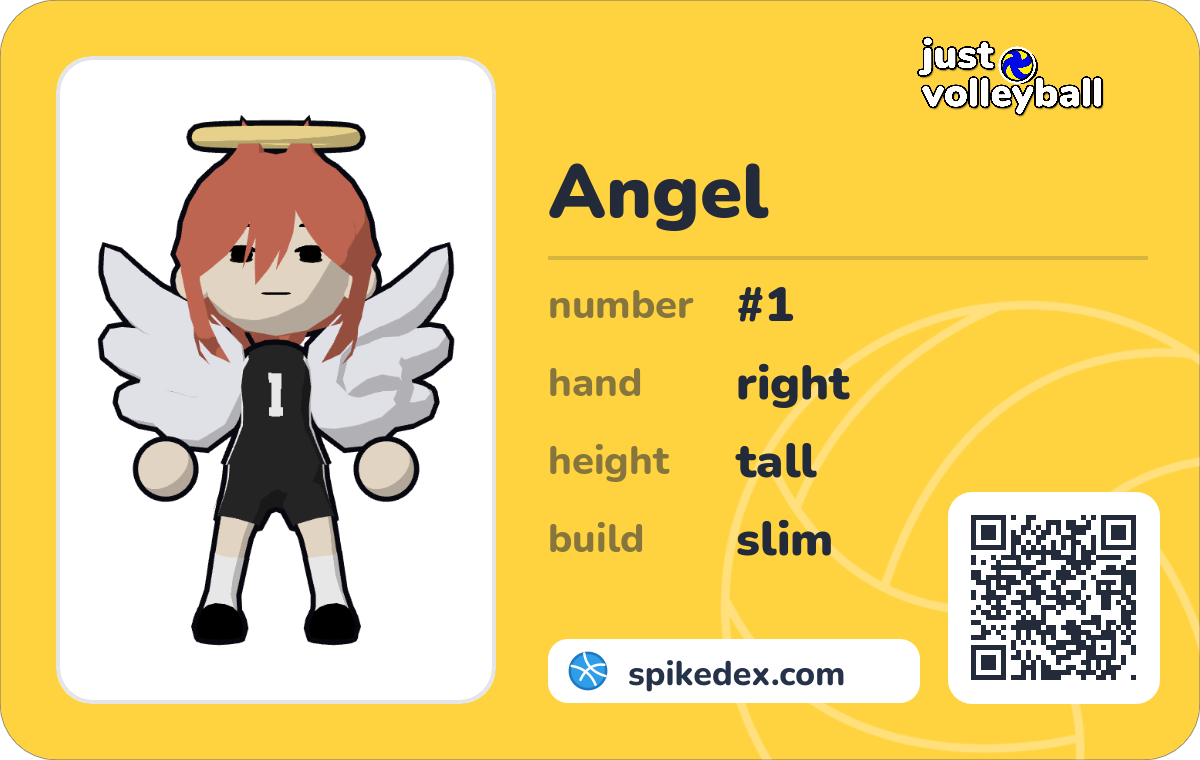 just
volleyball
Angel
number #1
hand right
height tall
build slim
spikedex.com
1